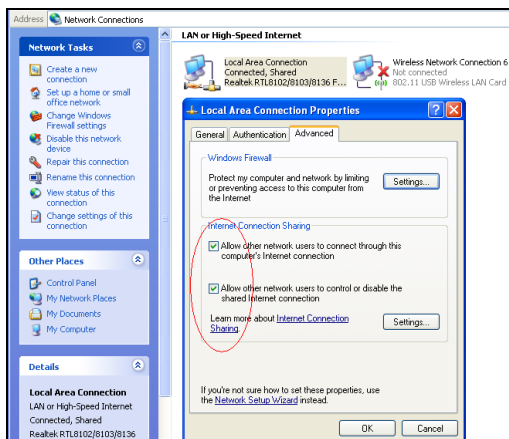 Address Network Connections
Network Tasks
Create a new
connection
Set up a home or small
office network
Change Windows
Firewall settings
Disable this network
device
Repair this connection
Rename this connection
View status of this
connection
Change settings of this
connection
Other Places
Control Panel
My Network Places
My Documents
My Computer
Details
Local Area Connection
LAN or High-Speed Internet
Connected, Shared
Realtek RTL8102/8103/8136
LAN or High-Speed Internet
Local Area Connection
Connected, Shared
Realtek RTL8102/8103/8136 F...
Wireless Network Connection 6
Not connected
802.11 USB Wireless LAN Card
Local Area Connection Properties
General Authentication Advanced
Windows Firewall
Protect my computer and network by limiting
or preventing access to this computer from
the Internet
Settings...
Internet Connection Sharing
Allow other network users to connect through this
computer's Internet connection
Allow other network users to control or disable the
shared Internet connection
Learn more about Internet Connection
Sharing.
Settings...
If you're not sure how to set these properties, use
the Network Setup Wizard instead.
OK Cancel